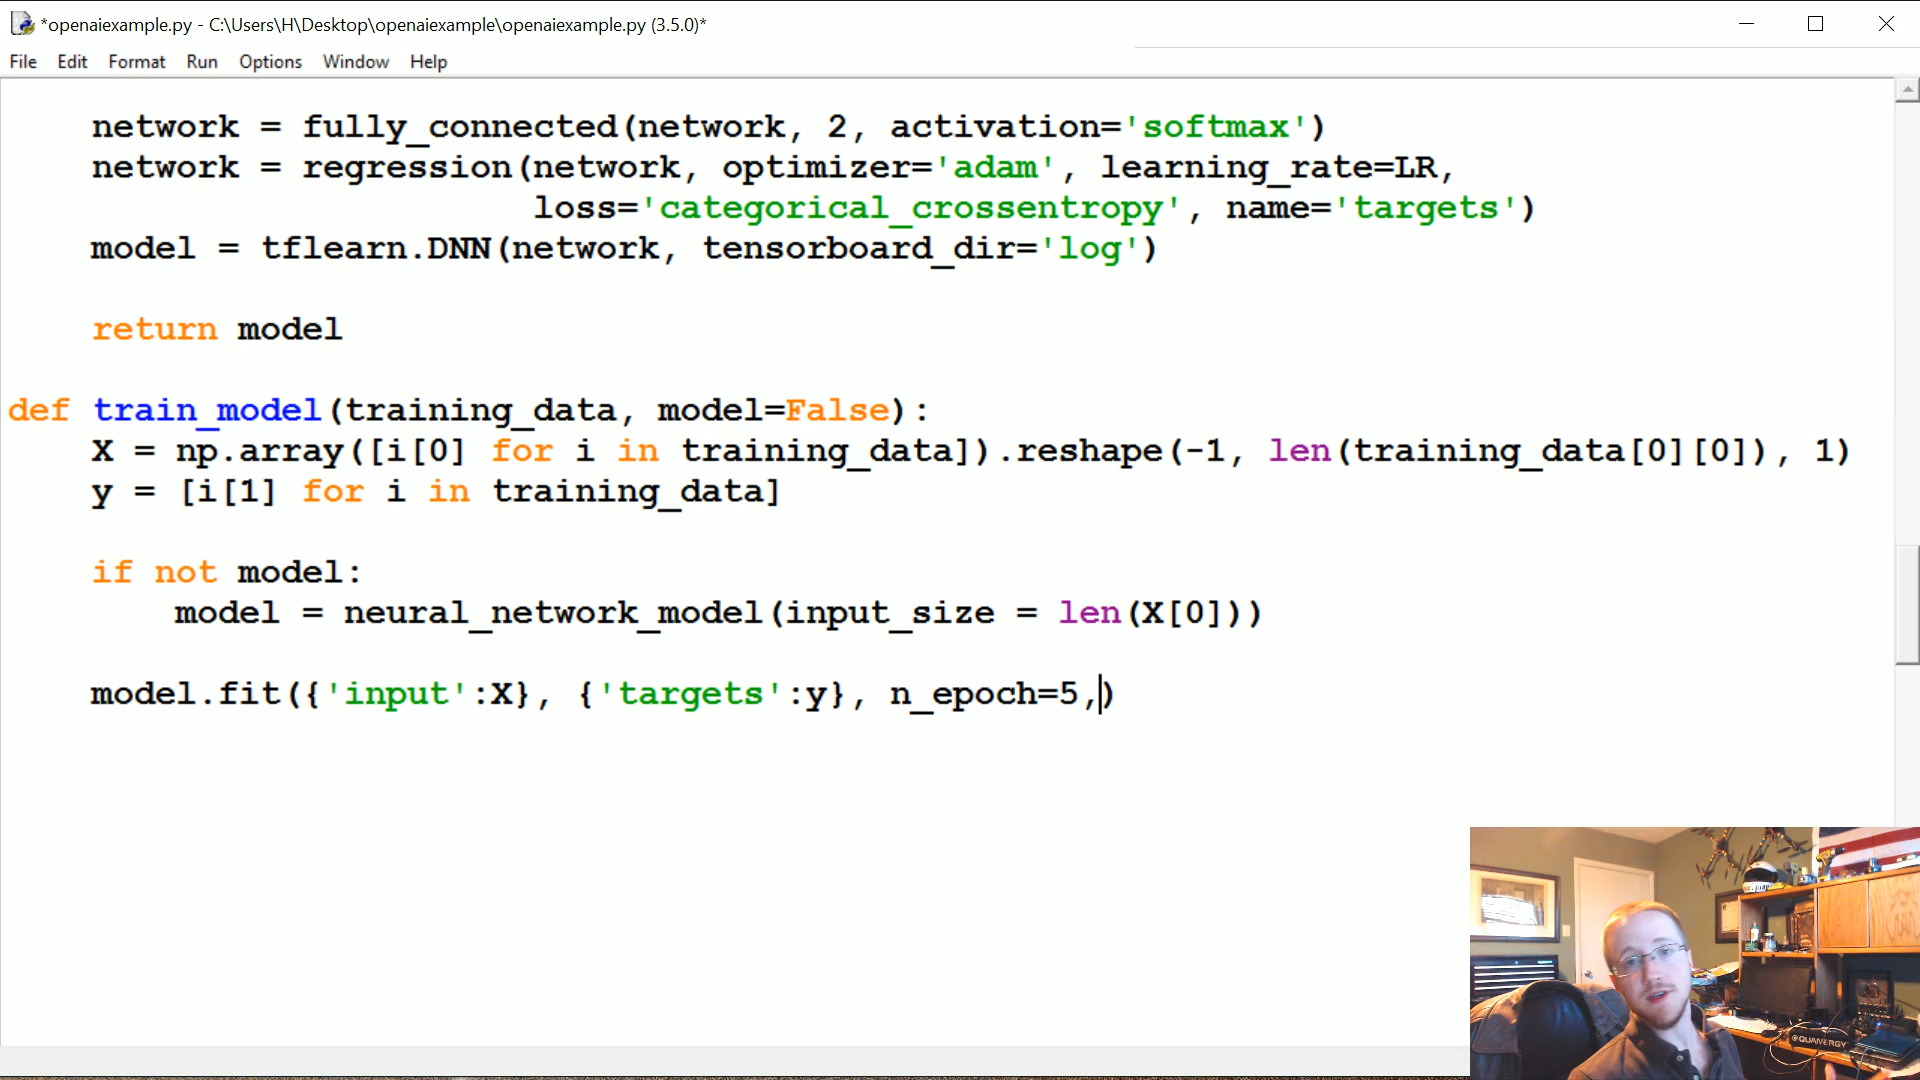 *openaiexample.py - C:\Users\H\Desktop\openaiexample\openaiexample.py (3.5.0)*
File Edit Format Run Options Window Help
network = fully_connected(network, 2, activation='softmax')
network = regression(network, optimizer='adam', learning_rate=LR,
loss='categorical_crossentropy', name='targets')
model = tflearn.DNN(network, tensorboard_dir='log')
return model
def train_model(training_data, model=False):
X = np.array([i[0] for i in training_data]).reshape(-1, len(training_data[0][0]), 1)
y = [i[1] for i in training_data]
if not model:
model = neural_network_model(input_size = len(X[0]))
model.fit({'input':X}, {'targets':y}, n_epoch=5,)
QUANERGY